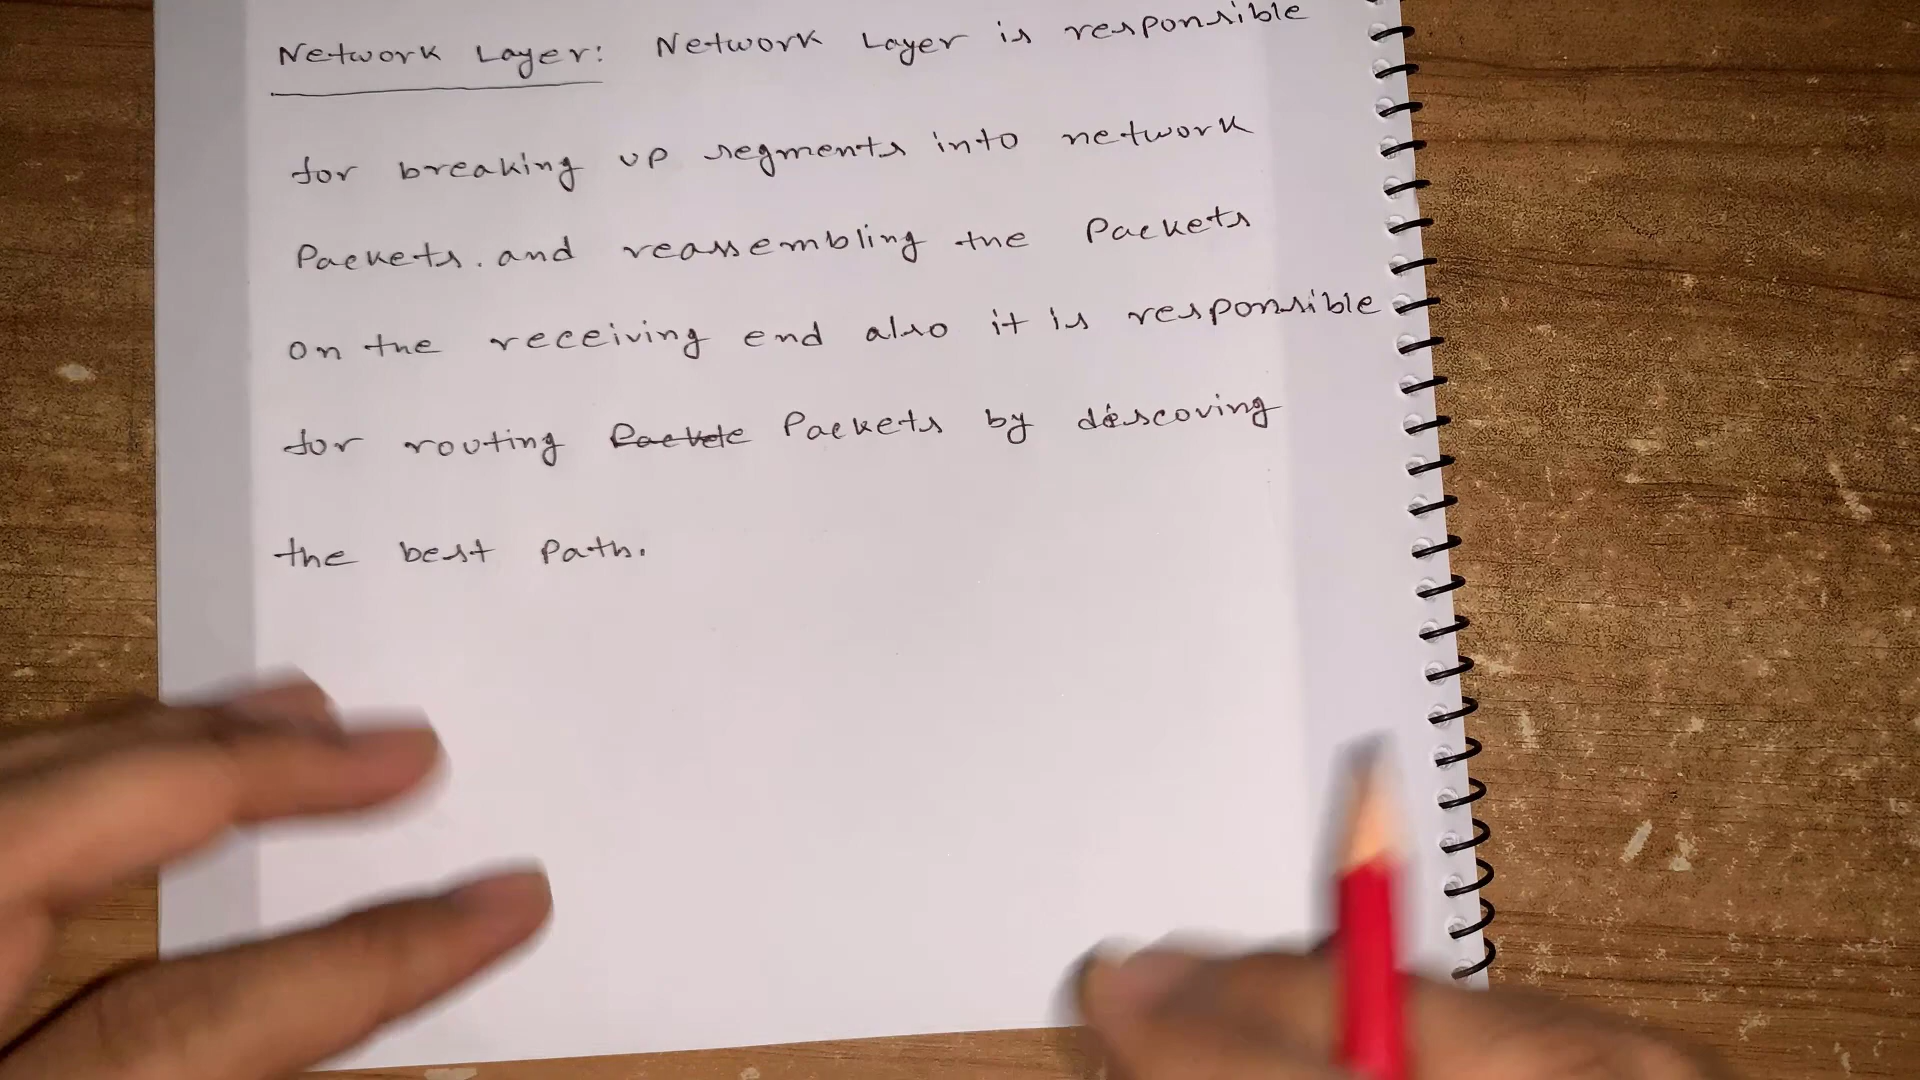 Network Layer: Network Layer is responsible
for breaking up segments into network
Packets. and reassembling the Packets
on the receiving end also it is responsible
for routing Packets by descoving
the best Path.